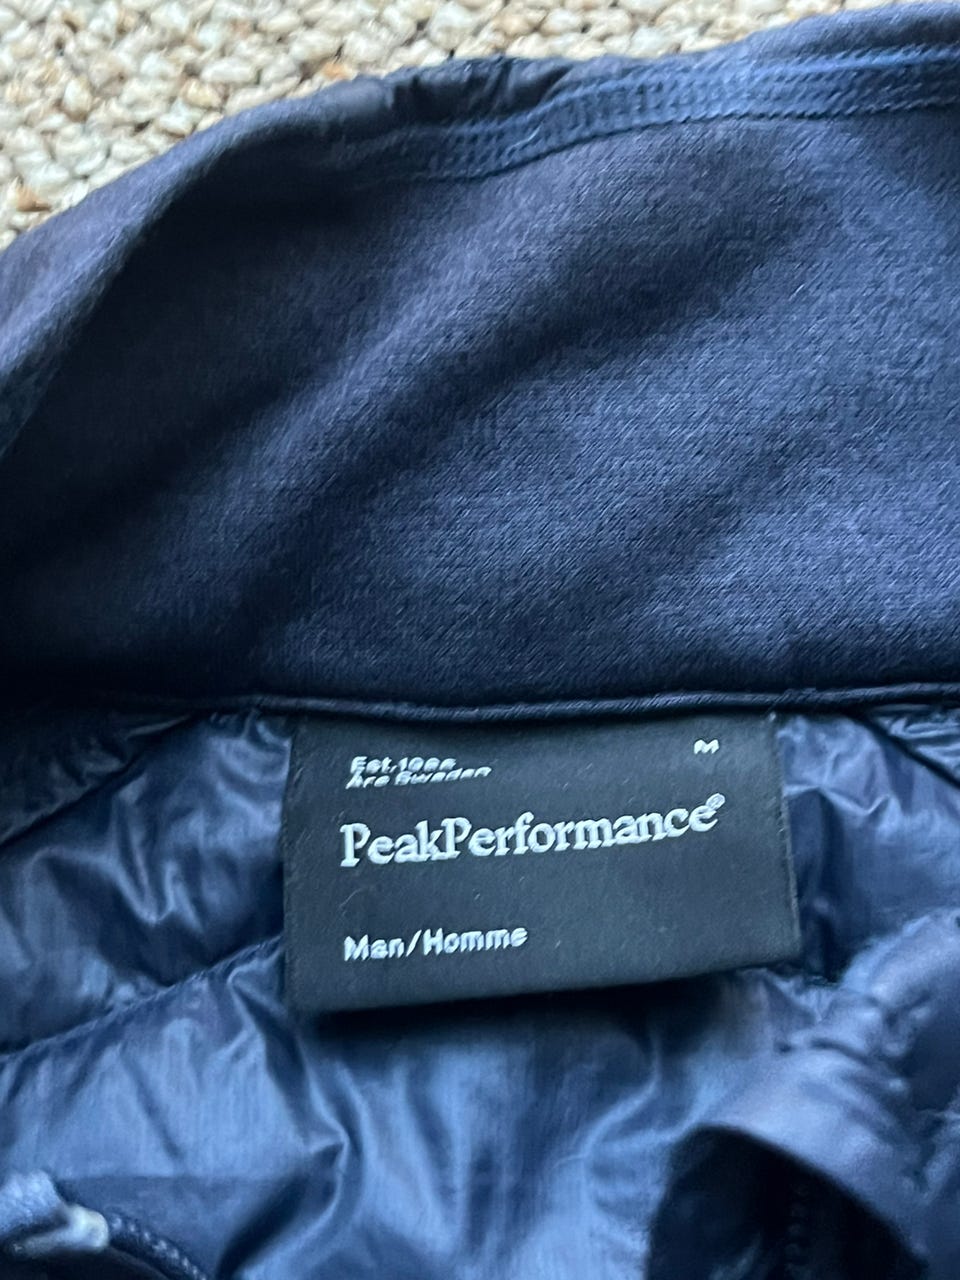 Est. 1986
Åre Sweden
M
PeakPerformance®
Man/Homme